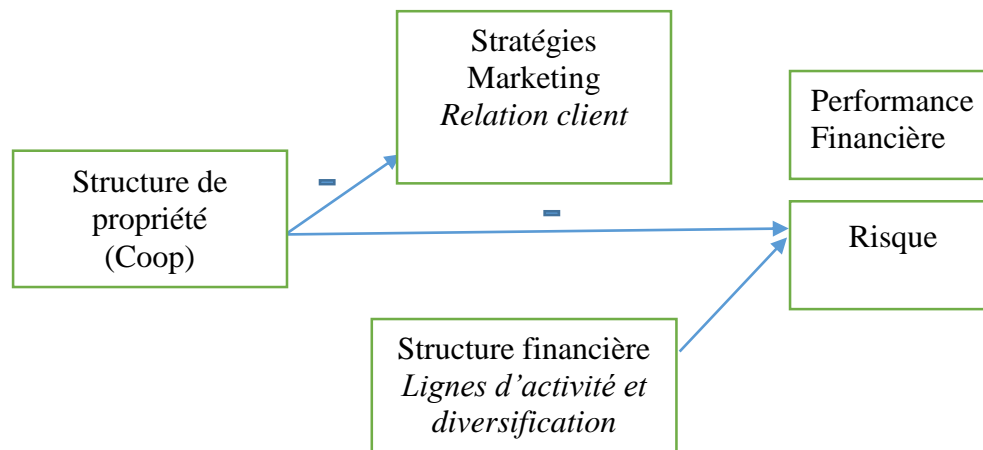 Stratégies
Marketing
Relation client
Performance
Financière
Structure de
propriété
(Coop)
-
-
Risque
Structure financière
Lignes d’activité et
diversification